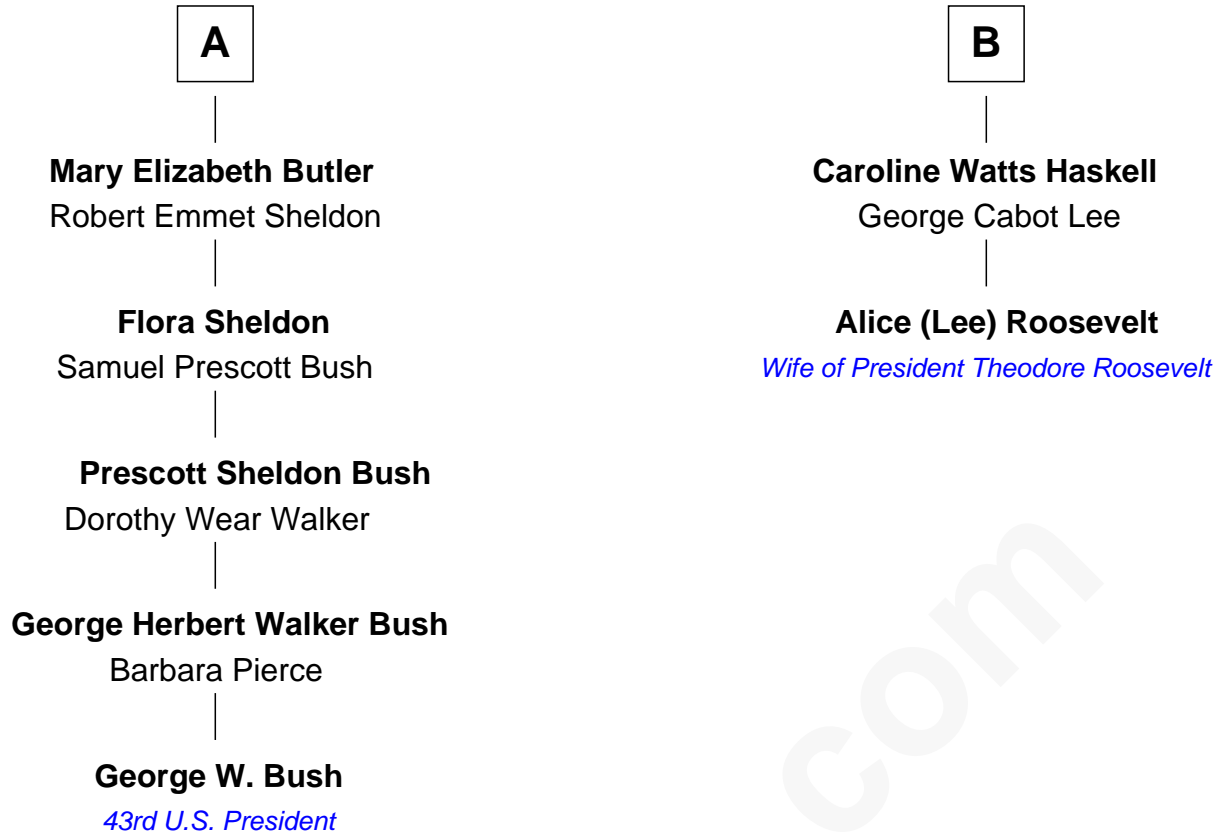 A
Mary Elizabeth Butler
Robert Emmet Sheldon
Flora Sheldon
Samuel Prescott Bush
Prescott Sheldon Bush
Dorothy Wear Walker
George Herbert Walker Bush
Barbara Pierce
George W. Bush
43rd U.S. President
B
Caroline Watts Haskell
George Cabot Lee
Alice (Lee) Roosevelt
Wife of President Theodore Roosevelt
com